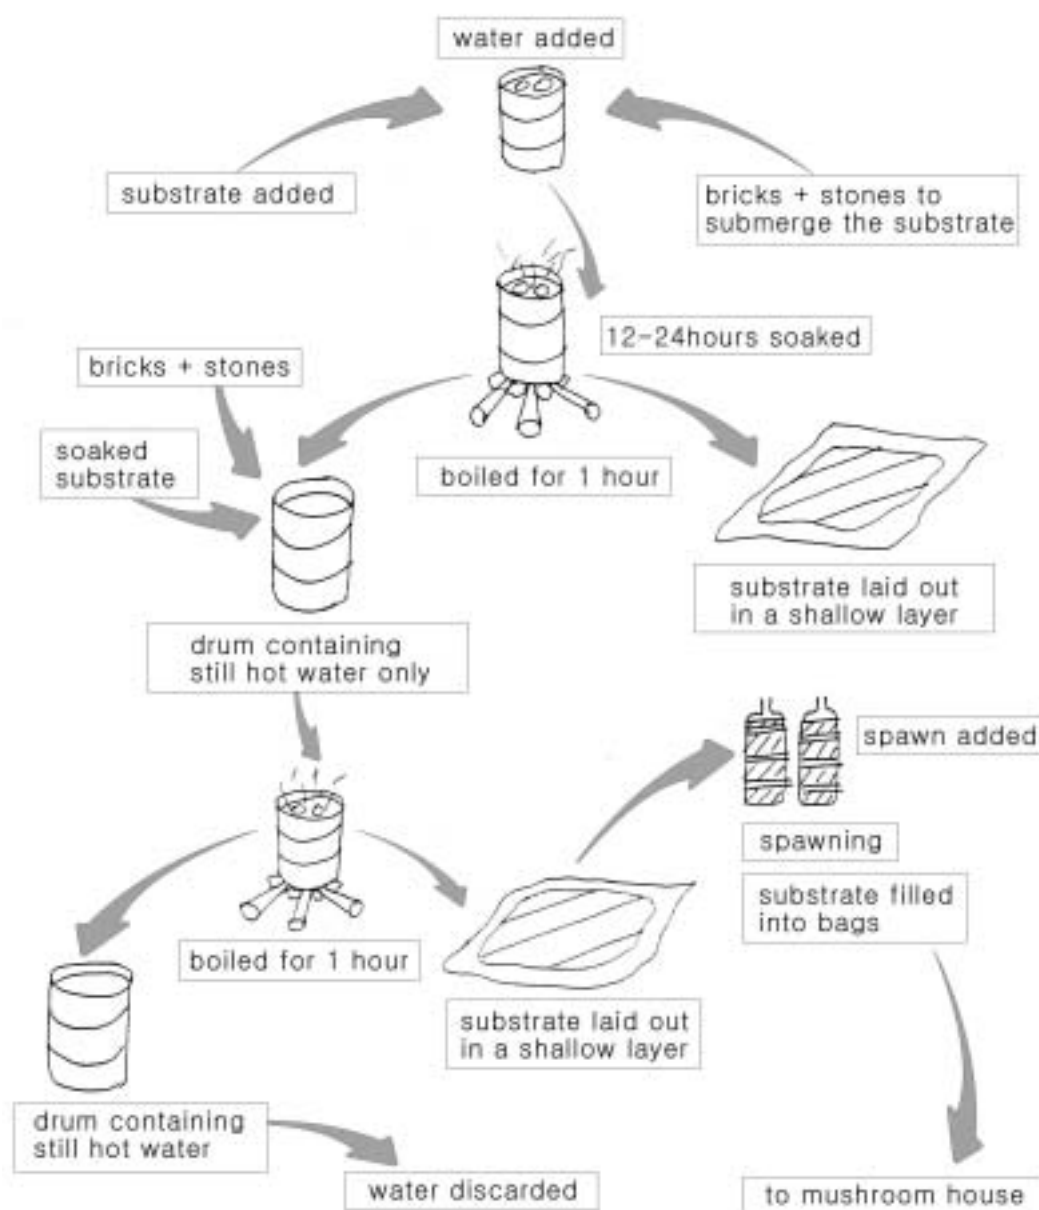 water added
substrate added
bricks + stones to
submerge the substrate
12-24hours soaked
bricks + stones
soaked
substrate
boiled for 1 hour
substrate laid out
in a shallow layer
drum containing
still hot water only
spawn added
spawning
substrate filled
into bags
boiled for 1 hour
substrate laid out
in a shallow layer
drum containing
still hot water
water discarded
to mushroom house